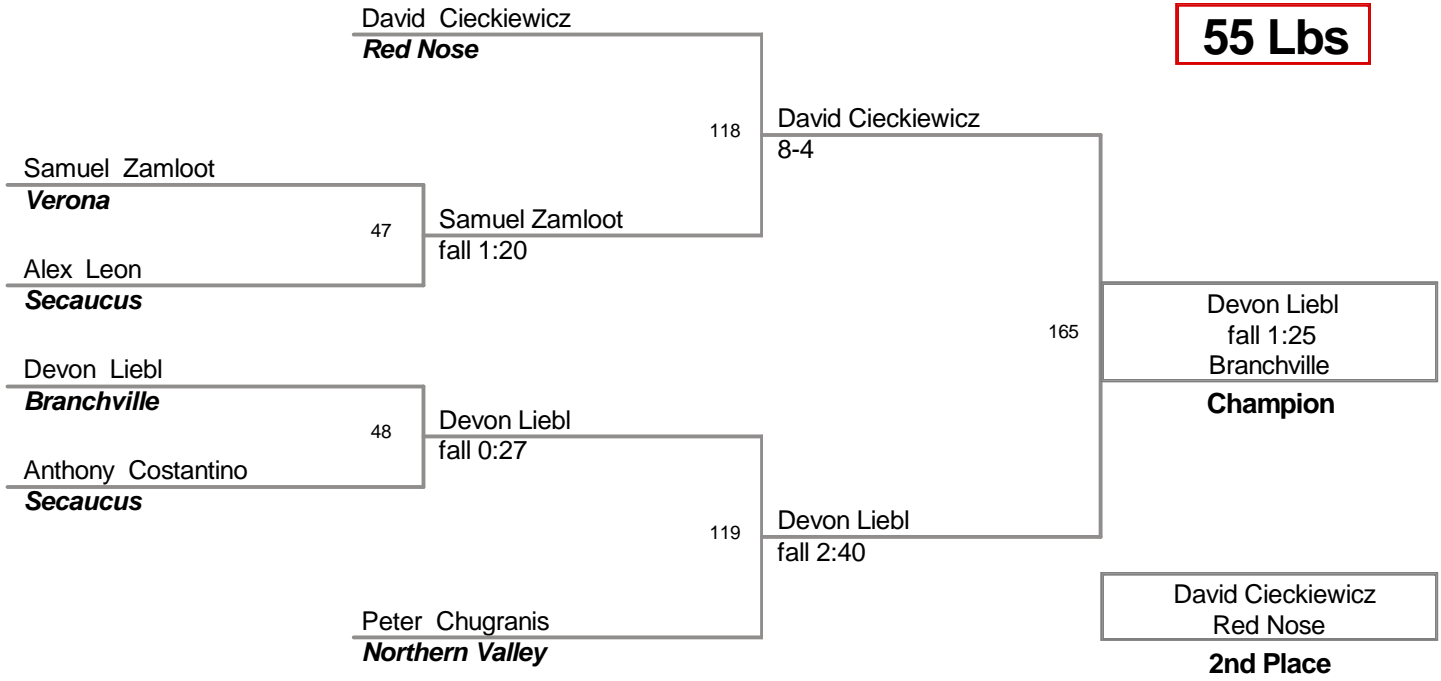 David Cieckiewicz
Red Nose
55 Lbs
118
David Cieckiewicz
8-4
Samuel Zamloot
Verona
47
Samuel Zamloot
fall 1:20
Alex Leon
Secaucus
165
Devon Liebl
fall 1:25
Branchville
Champion
Devon Liebl
Branchville
48
Devon Liebl
fall 0:27
Anthony Costantino
Secaucus
119
Devon Liebl
fall 2:40
Peter Chugranis
Northern Valley
David Cieckiewicz
Red Nose
2nd Place